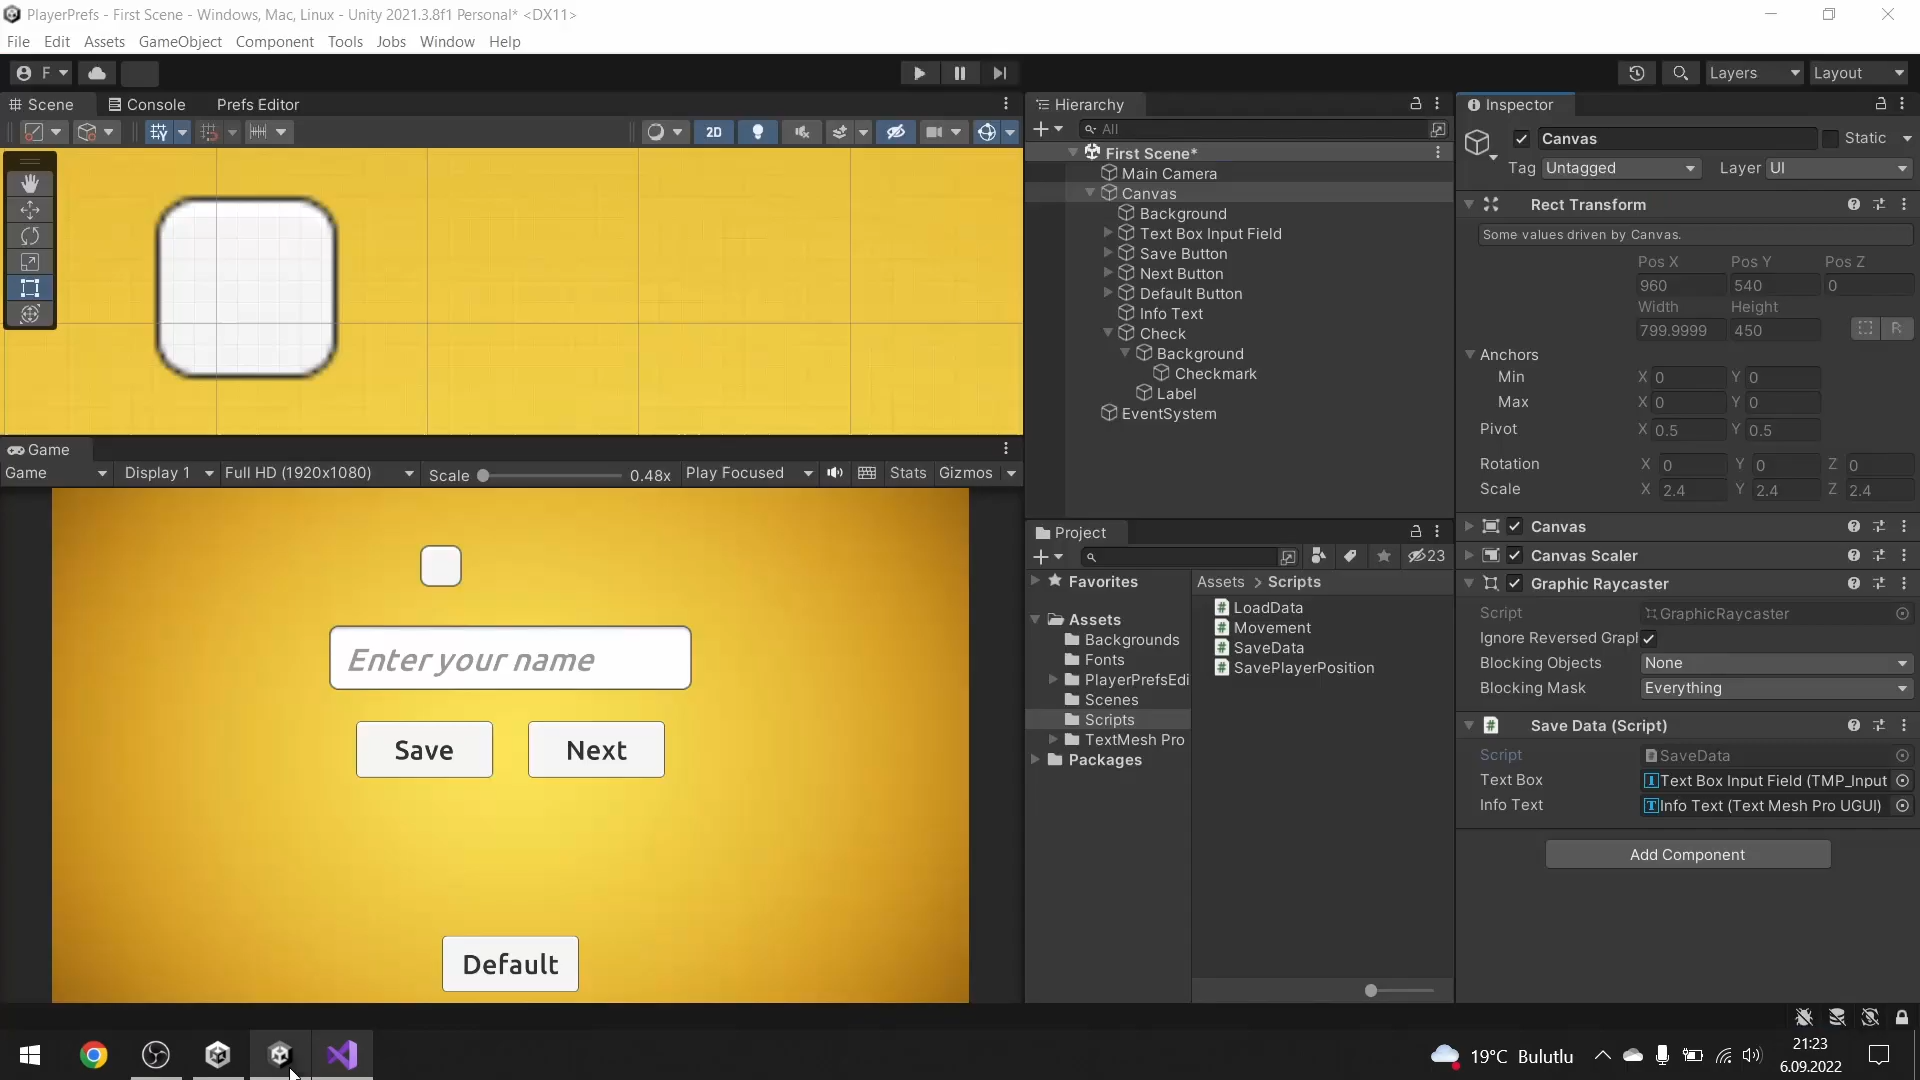 PlayerPrefs - First Scene - Windows, Mac, Linux - Unity 2021.3.8f1 Personal* <DX11>
File Edit Assets GameObject Component Tools Jobs Window Help
F
Layers Layout
Scene Console Prefs Editor
2D
Game
Game Display 1 Full HD (1920x1080) Scale 0.48x Play Focused Stats Gizmos
Enter your name
Save Next
Default
Hierarchy
All
First Scene*
Main Camera
Canvas
Background
Text Box Input Field
Save Button
Next Button
Default Button
Info Text
Check
Background
Checkmark
Label
EventSystem
Project
23
Favorites
Assets
Backgrounds
Fonts
PlayerPrefsEdi
Scenes
Scripts
TextMesh Pro
Packages
Assets > Scripts
LoadData
Movement
SaveData
SavePlayerPosition
Inspector
Canvas Static
Tag Untagged Layer UI
Rect Transform
Some values driven by Canvas.
Pos X Pos Y Pos Z
960 540 0
Width Height
799.9999 450 R
Anchors
Min X 0 Y 0
Max X 0 Y 0
Pivot X 0.5 Y 0.5
Rotation X 0 Y 0 Z 0
Scale X 2.4 Y 2.4 Z 2.4
Canvas
Canvas Scaler
Graphic Raycaster
Script GraphicRaycaster
Ignore Reversed Grapl
Blocking Objects None
Blocking Mask Everything
Save Data (Script)
Script SaveData
Text Box Text Box Input Field (TMP_Input
Info Text Info Text (Text Mesh Pro UGUI)
Add Component
19°C Bulutlu
21:23
6.09.2022